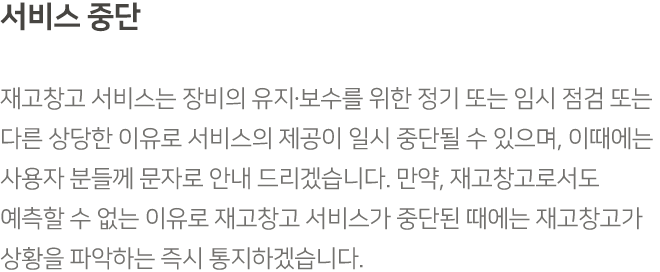 서비스 중단
재고창고 서비스는 장비의 유지·보수를 위한 정기 또는 임시 점검 또는
다른 상당한 이유로 서비스의 제공이 일시 중단될 수 있으며, 이때에는
사용자 분들께 문자로 안내 드리겠습니다. 만약, 재고창고로서도
예측할 수 없는 이유로 재고창고 서비스가 중단된 때에는 재고창고가
상황을 파악하는 즉시 통지하겠습니다.